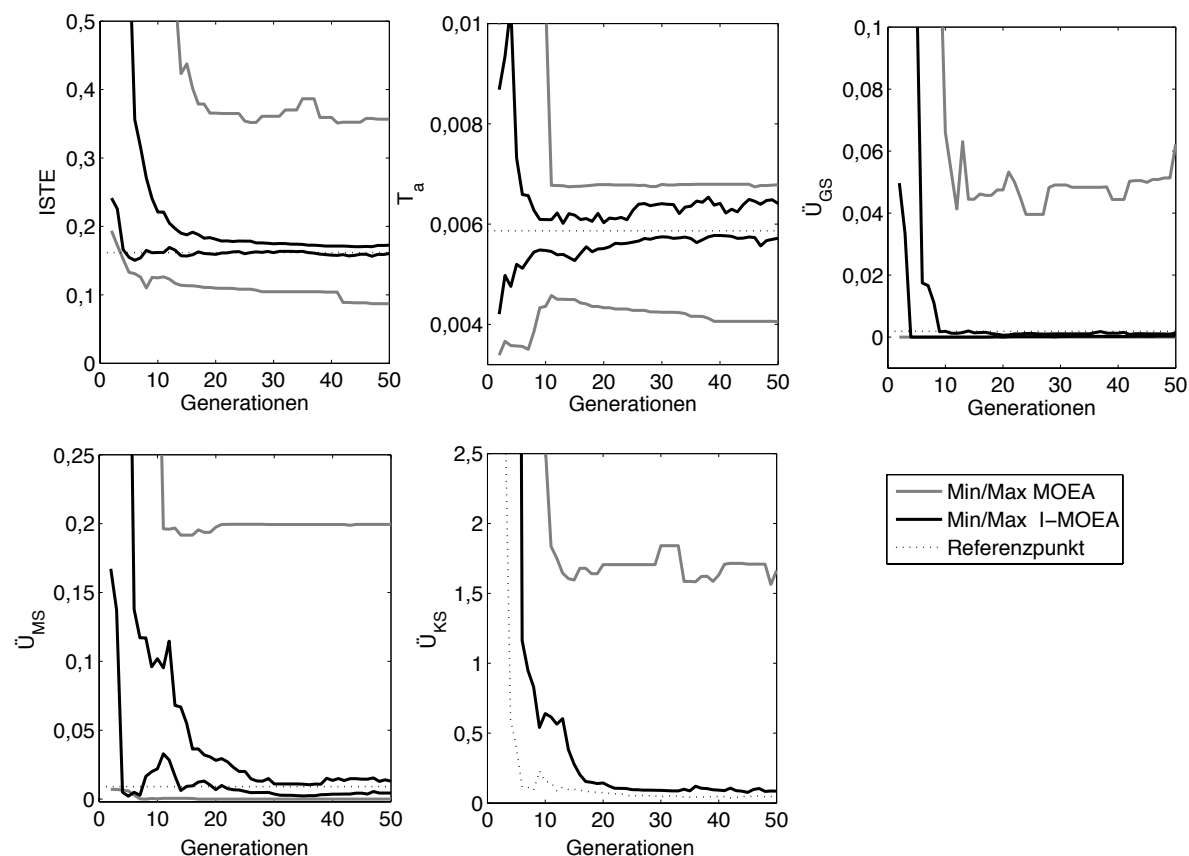 0,5
0,4
0,3
0,2
0,1
0
ISTE
0 10 20 30 40 50
Generationen
0,01
0,008
0,006
0,004
T_a
0 10 20 30 40 50
Generationen
0,1
0,08
0,06
0,04
0,02
0
Ü_GS
0 10 20 30 40 50
Generationen
0,25
0,2
0,15
0,1
0,05
0
Ü_MS
0 10 20 30 40 50
Generationen
2,5
2
1,5
1
0,5
0
Ü_KS
0 10 20 30 40 50
Generationen
Min/Max MOEA
Min/Max I-MOEA
Referenzpunkt